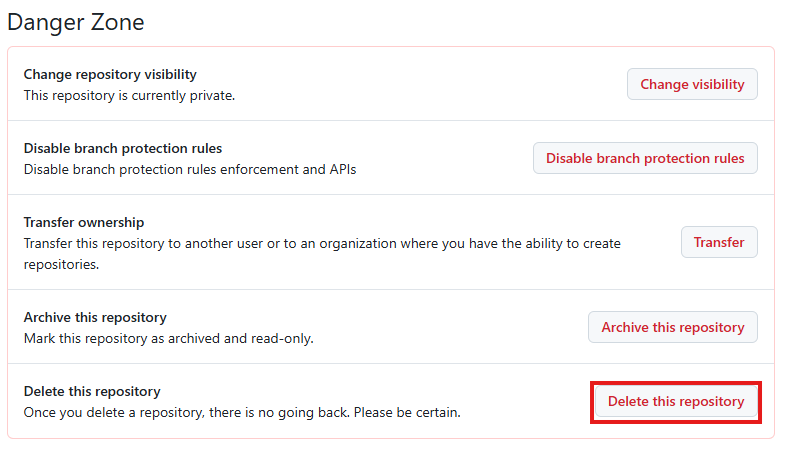 Danger Zone
Change repository visibility
This repository is currently private.
Change visibility
Disable branch protection rules
Disable branch protection rules enforcement and APIs
Disable branch protection rules
Transfer ownership
Transfer this repository to another user or to an organization where you have the ability to create
repositories.
Transfer
Archive this repository
Mark this repository as archived and read-only.
Archive this repository
Delete this repository
Once you delete a repository, there is no going back. Please be certain.
Delete this repository